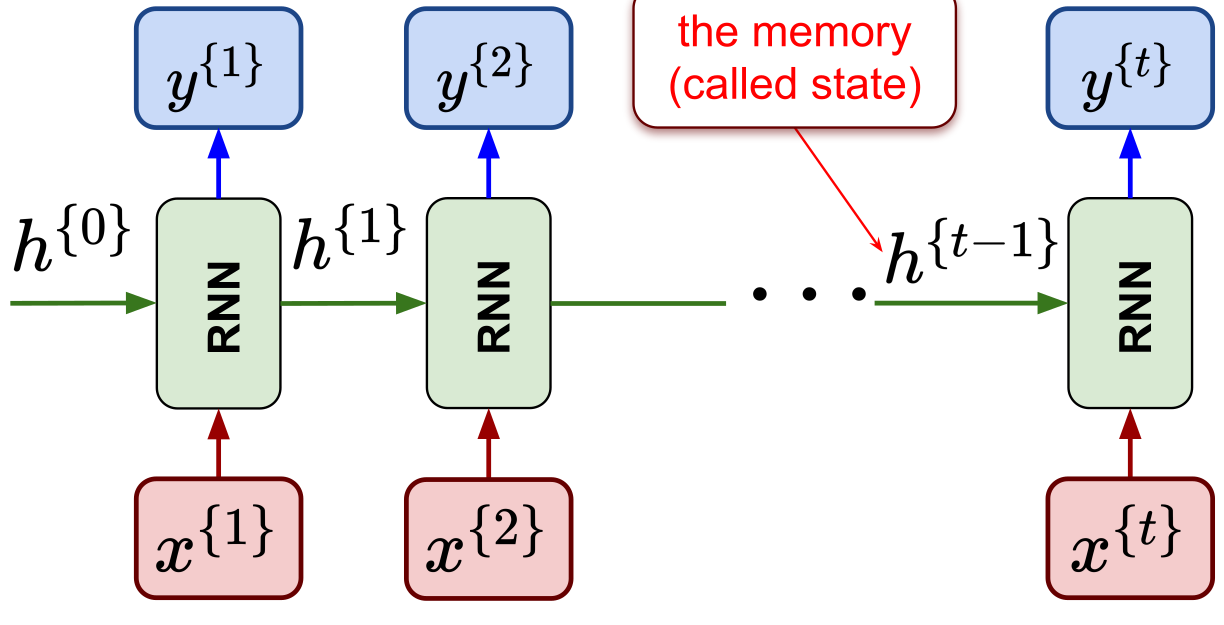 y^{1} y^{2} the memory
(called state) y^{t}
h^{0} RNN h^{1} RNN . . . h^{t-1} RNN
x^{1} x^{2} x^{t}